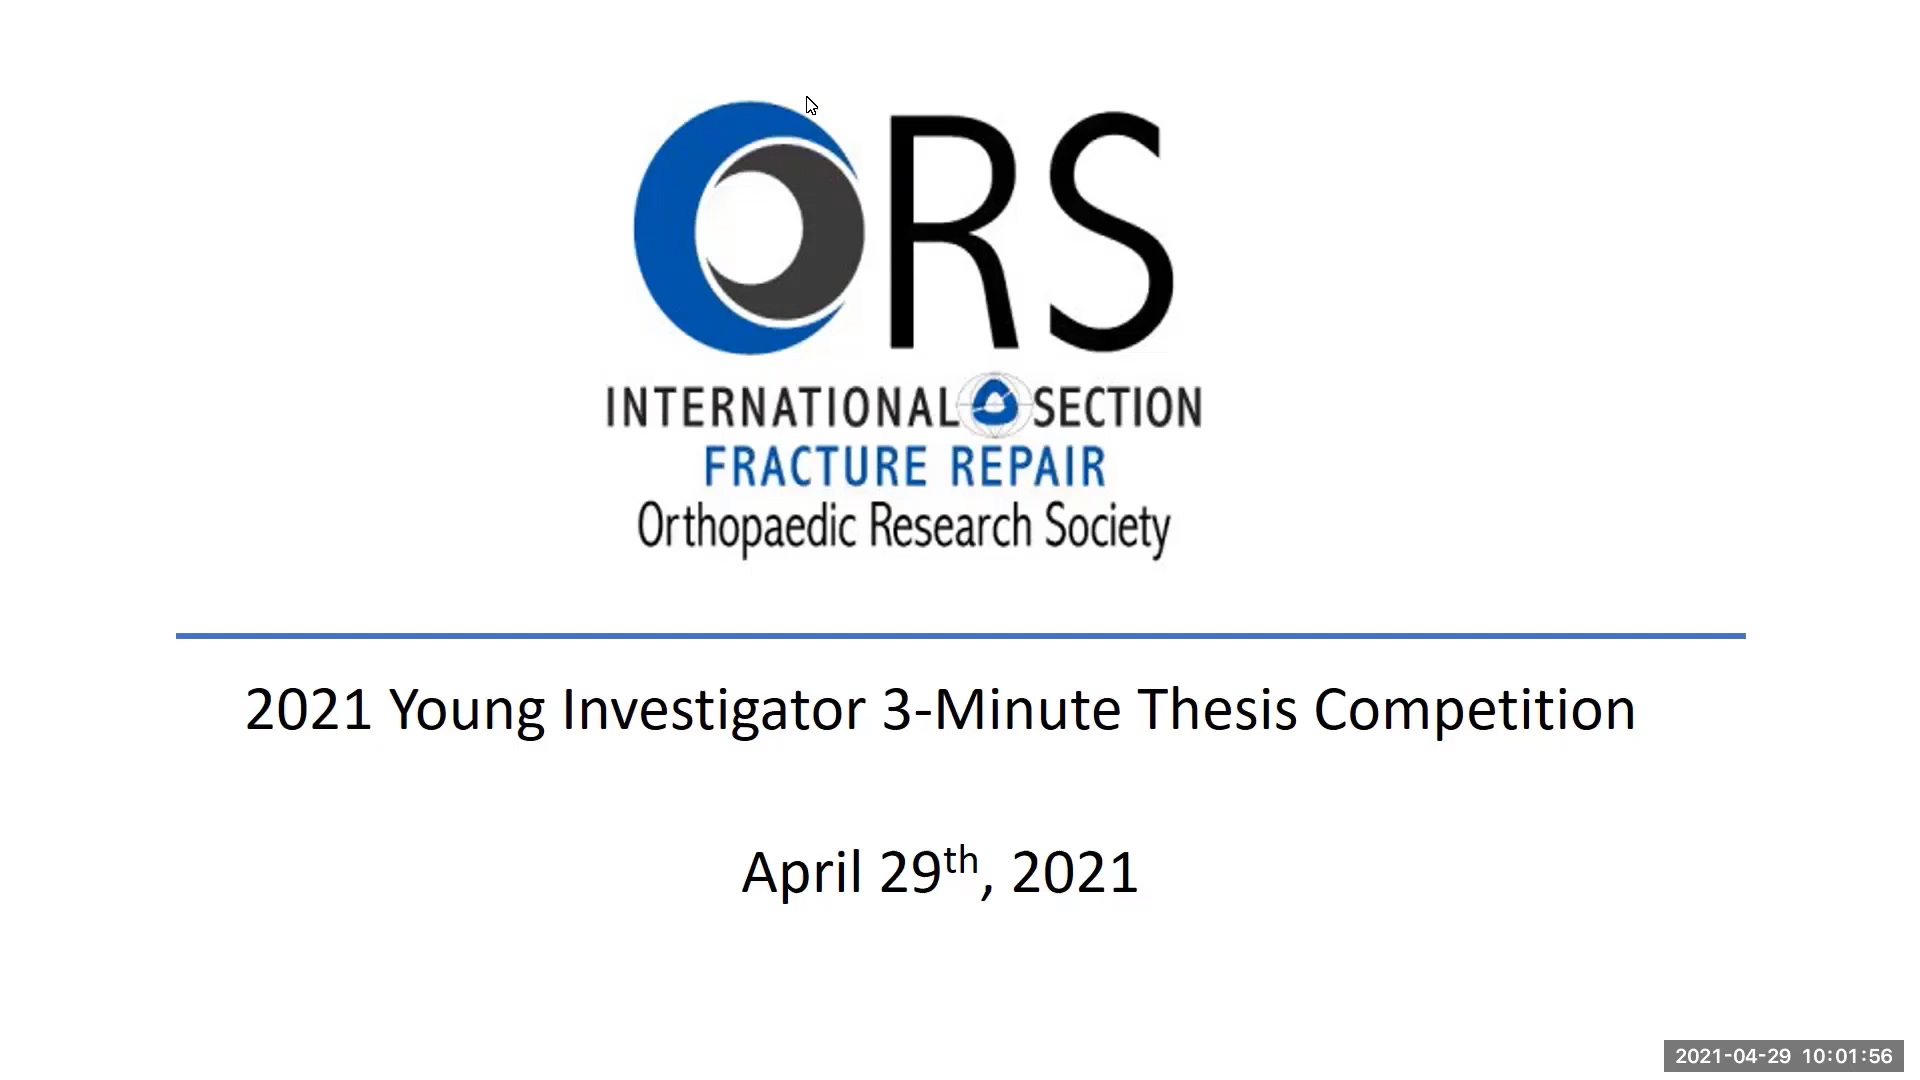 ORS
INTERNATIONAL SECTION
FRACTURE REPAIR
Orthopaedic Research Society
2021 Young Investigator 3-Minute Thesis Competition
April 29th, 2021
2021-04-29 10:01:56